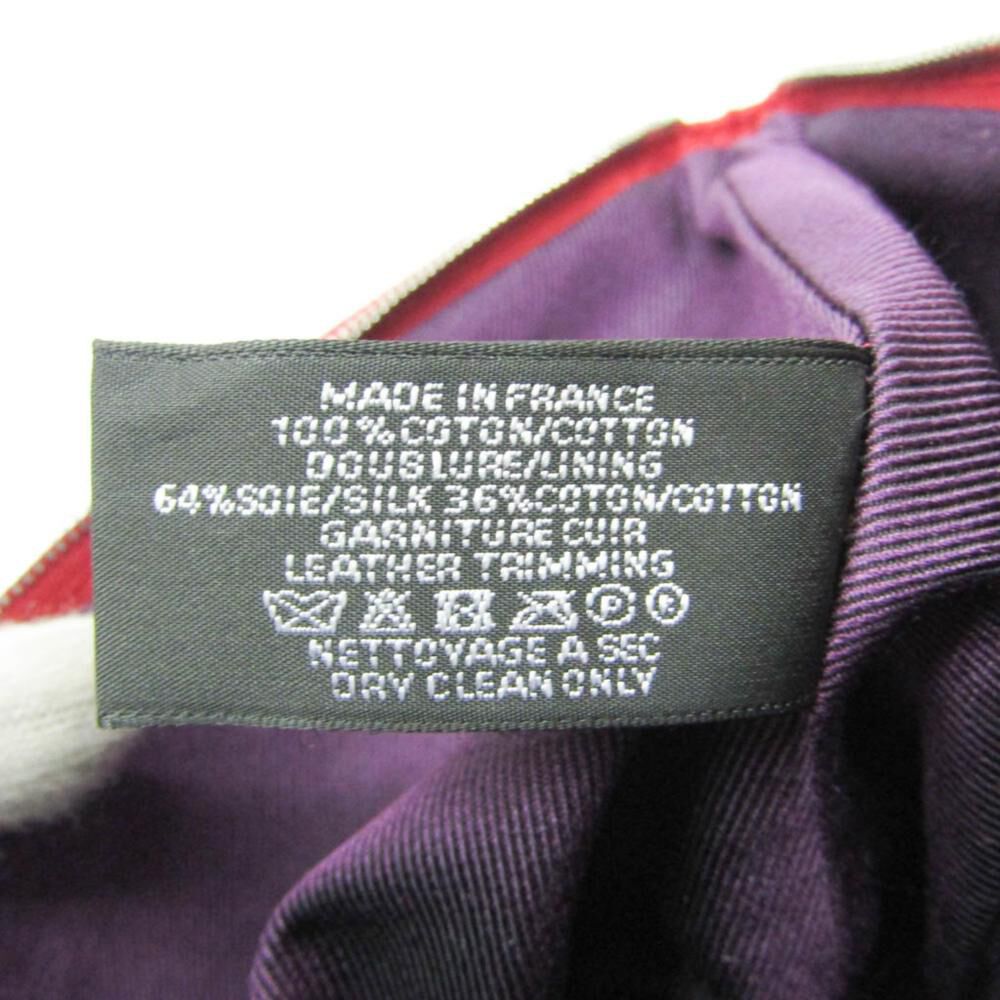 MADE IN FRANCE
100%COTON/COTTON
DOUBLURE/LINING
64%SOIE/SILK 36%COTON/COTTON
GARNITURE CUIR
LEATHER TRIMMING
P
NETTOYAGE A SEC
DRY CLEAN ONLY